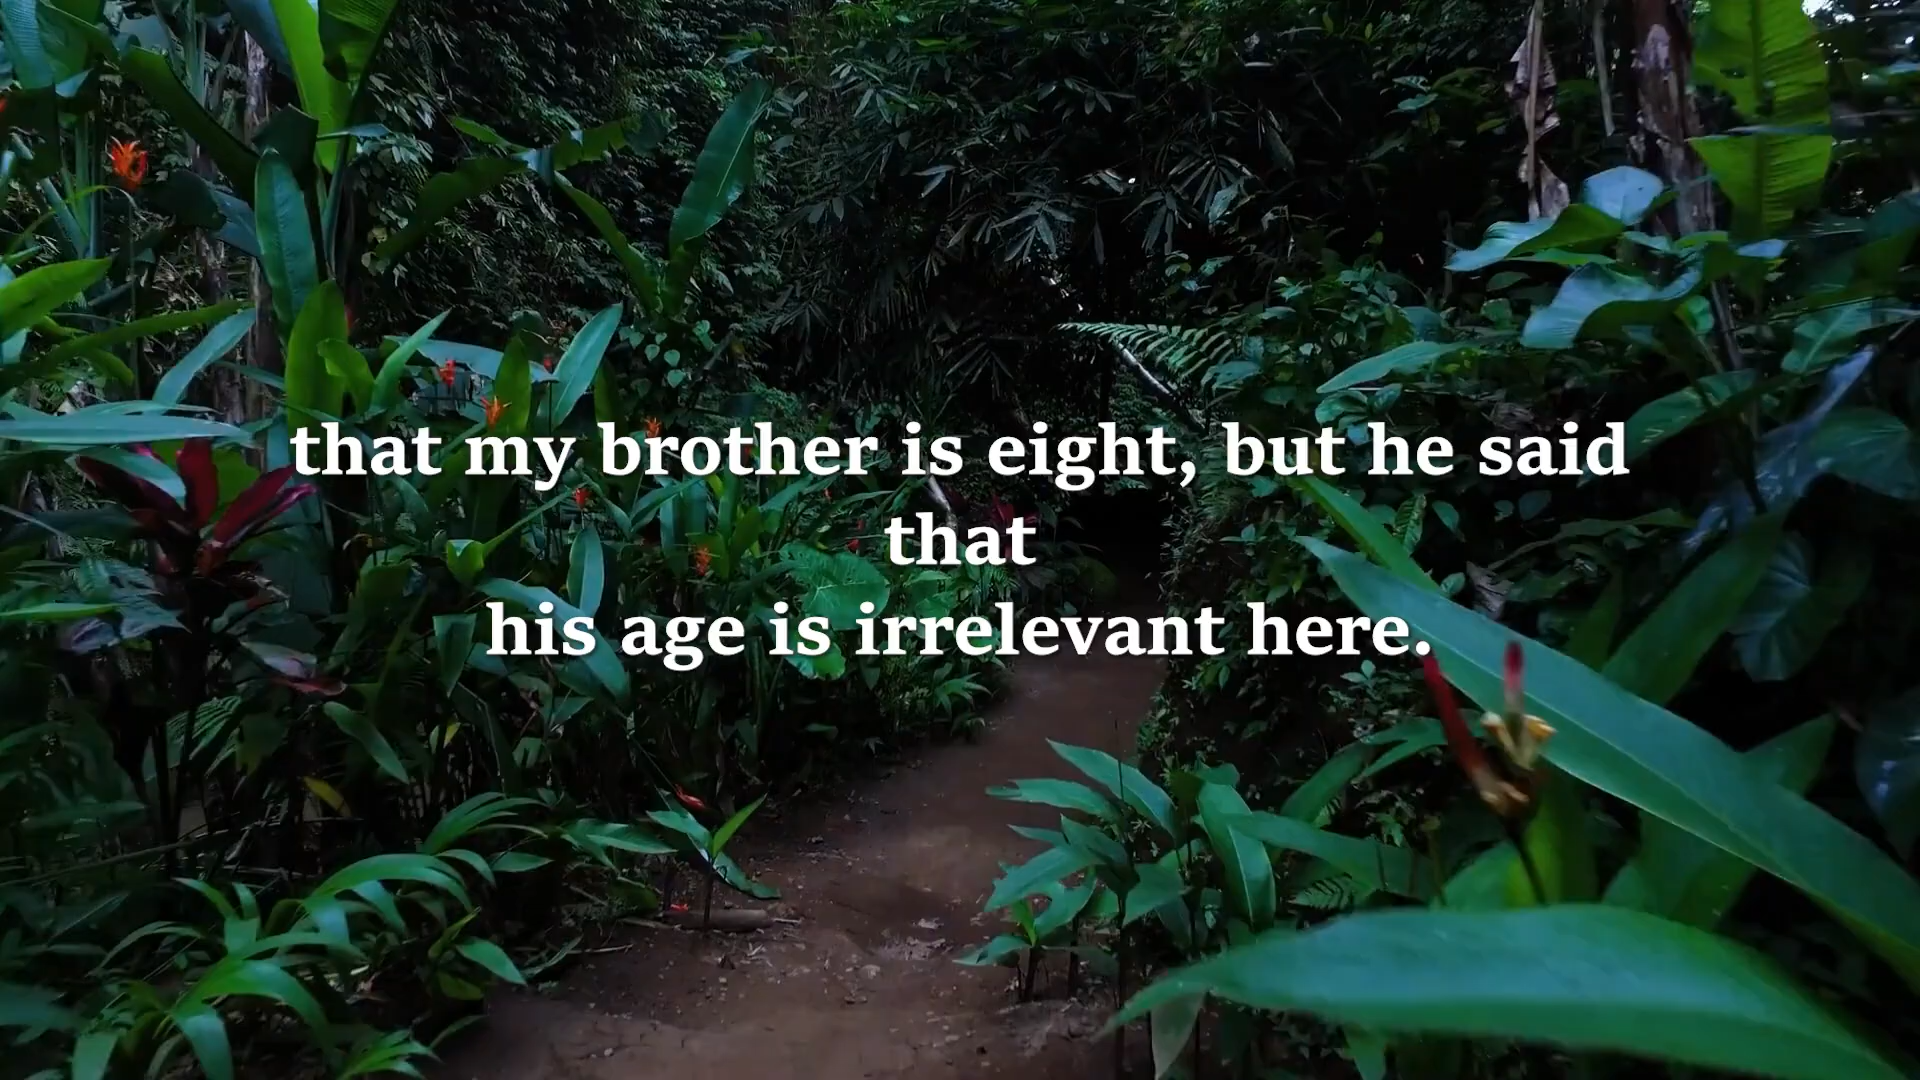 that my brother is eight, but he said
that
his age is irrelevant here.